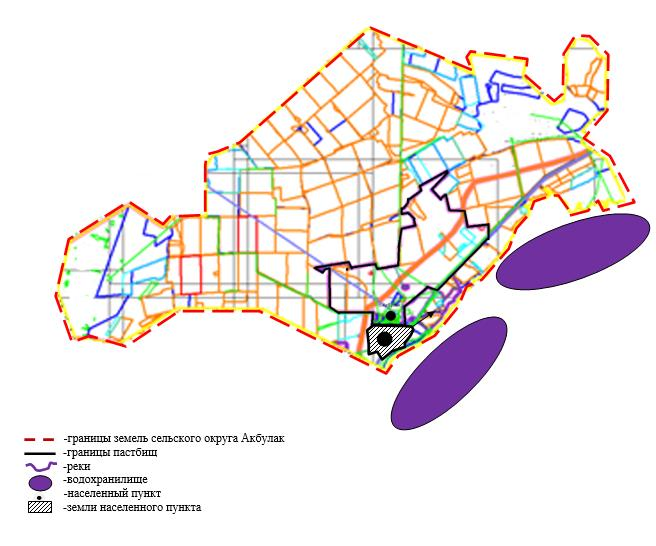 -границы земель сельского округа Акбулак
-границы пастбищ
-реки
-водохранилище
-населенный пункт
-земли населенного пункта